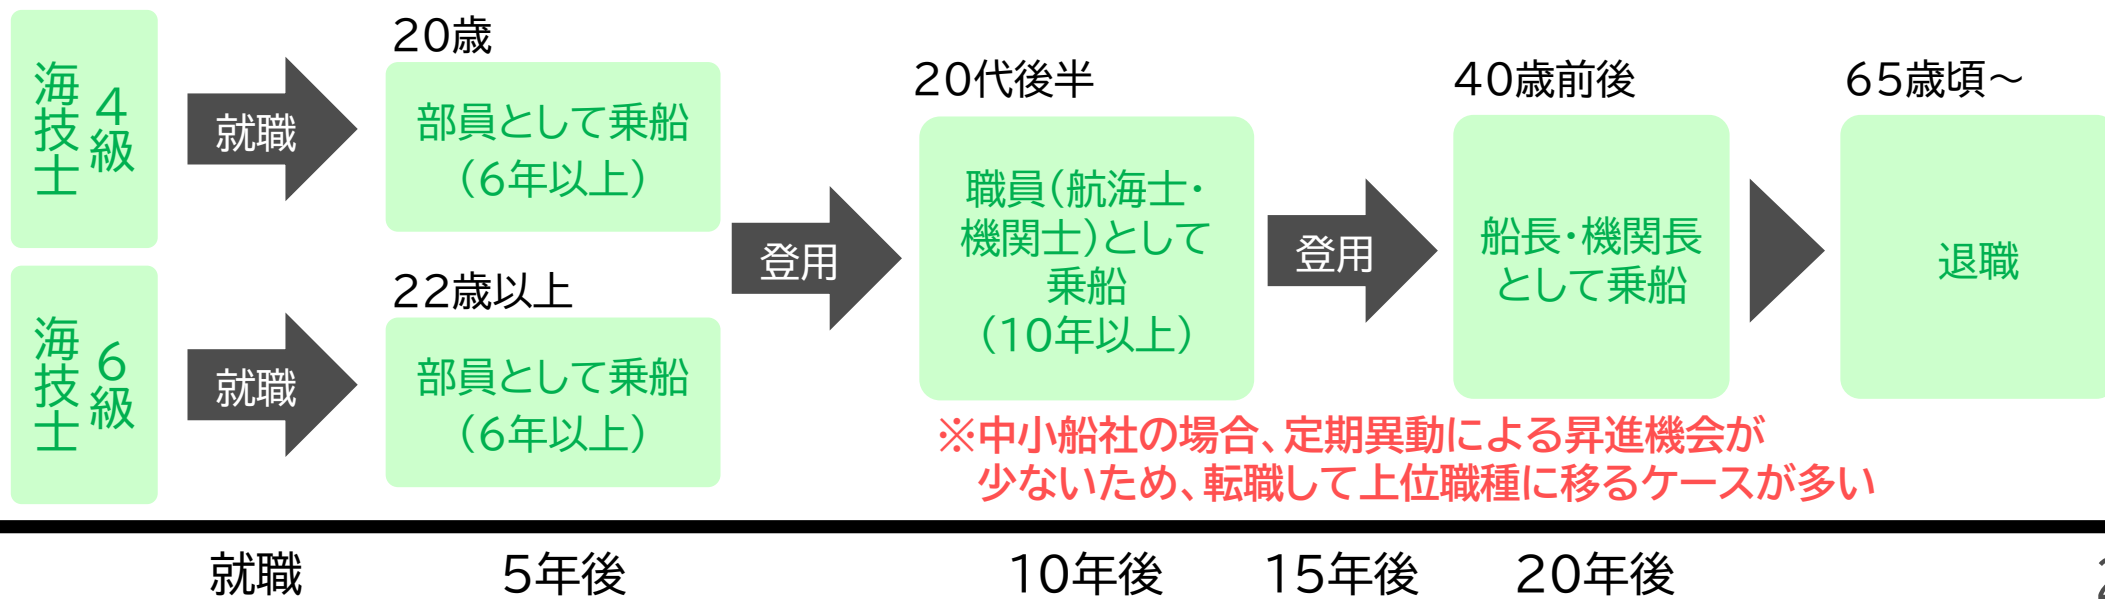 4級
海技士
就職
20歳
部員として乗船
（6年以上）
6級
海技士
就職
22歳以上
部員として乗船
（6年以上）
登用
20代後半
職員（航海士・
機関士）として
乗船
（10年以上）
登用
40歳前後
船長・機関長
として乗船
65歳頃～
退職
※中小船社の場合、定期異動による昇進機会が
少ないため、転職して上位職種に移るケースが多い
就職
5年後
10年後
15年後
20年後